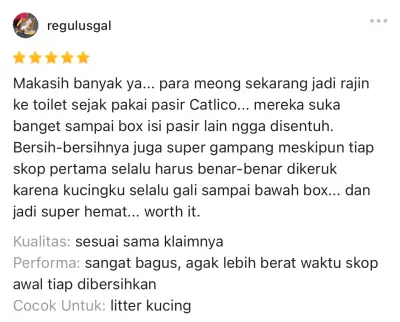 regulusgal
Makasih banyak ya... para meong sekarang jadi rajin
ke toilet sejak pakai pasir Catlico... mereka suka
banget sampai box isi pasir lain ngga disentuh.
Bersih-bersihnya juga super gampang meskipun tiap
skop pertama selalu harus benar-benar dikeruk
karena kucingku selalu gali sampai bawah box... dan
jadi super hemat... worth it.
Kualitas: sesuai sama klaimnya
Performa: sangat bagus, agak lebih berat waktu skop
awal tiap dibersihkan
Cocok Untuk: litter kucing